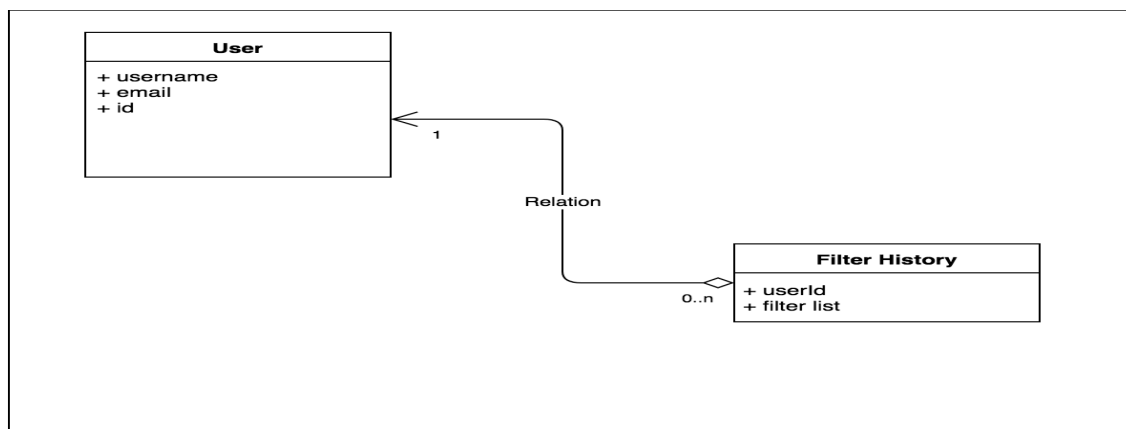 User
+ username
+ email
+ id
1
Relation
Filter History
0..n
+ userId
+ filter list